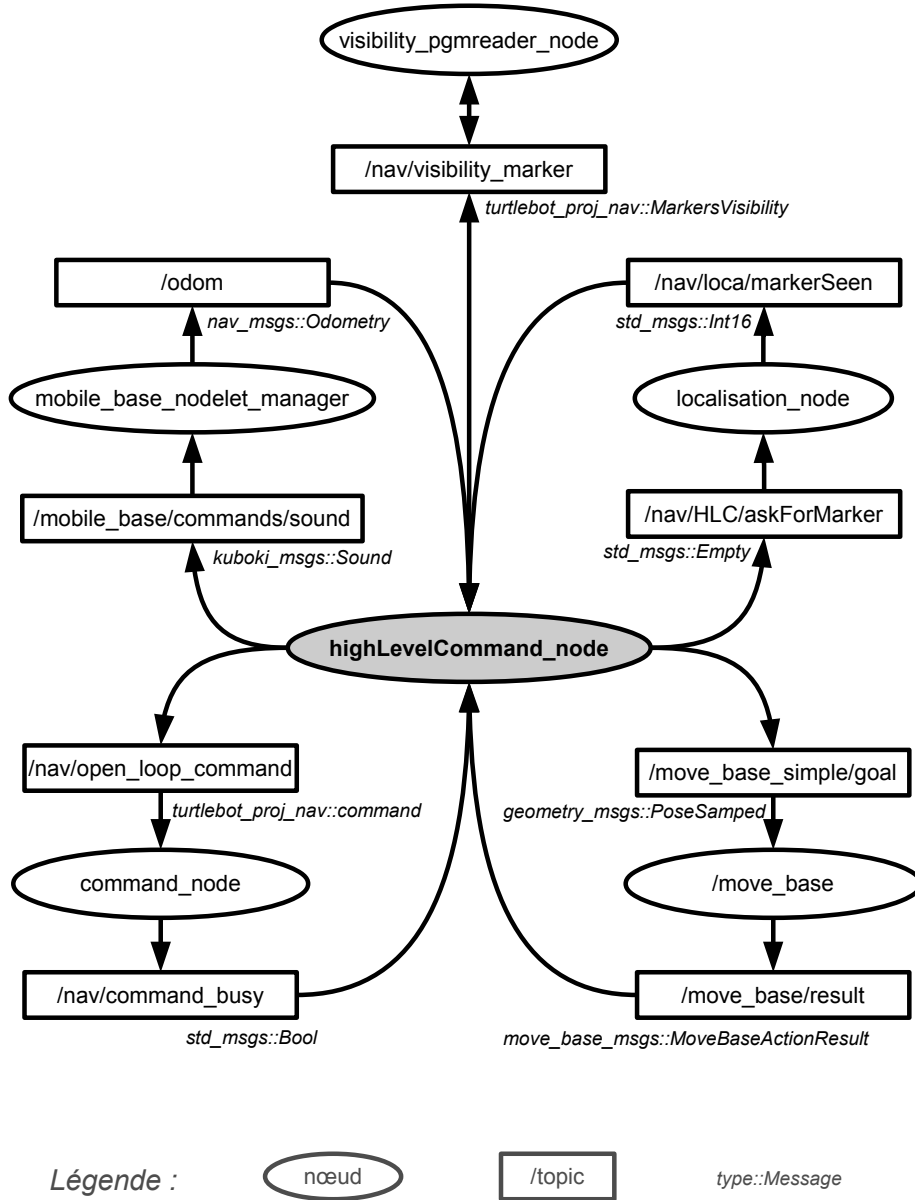 visibility_pgmreader_node
/nav/visibility_marker
turtlebot_proj_nav::MarkersVisibility
/odom
nav_msgs::Odometry
/nav/loca/markerSeen
std_msgs::Int16
mobile_base_nodelet_manager
localisation_node
/mobile_base/commands/sound
kuboki_msgs::Sound
/nav/HLC/askForMarker
std_msgs::Empty
highLevelCommand_node
/nav/open_loop_command
turtlebot_proj_nav::command
/move_base_simple/goal
geometry_msgs::PoseSamped
command_node
/move_base
/nav/command_busy
std_msgs::Bool
/move_base/result
move_base_msgs::MoveBaseActionResult
Légende :
nœud
/topic
type::Message